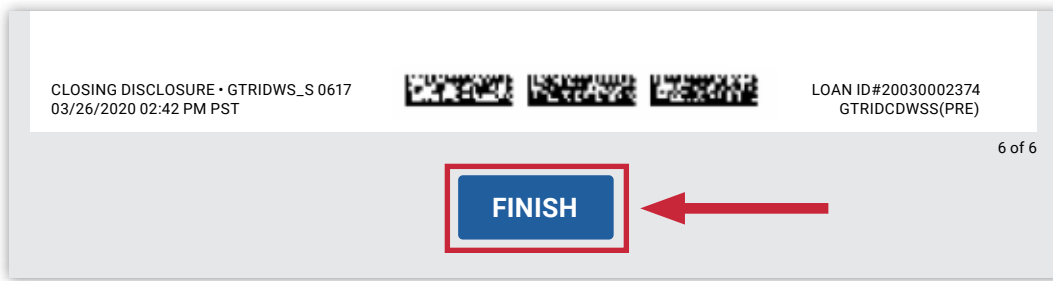 CLOSING DISCLOSURE • GTRIDWS_S 0617
03/26/2020 02:42 PM PST
LOAN ID#20030002374
GTRIDCDWSS(PRE)
6 of 6
FINISH